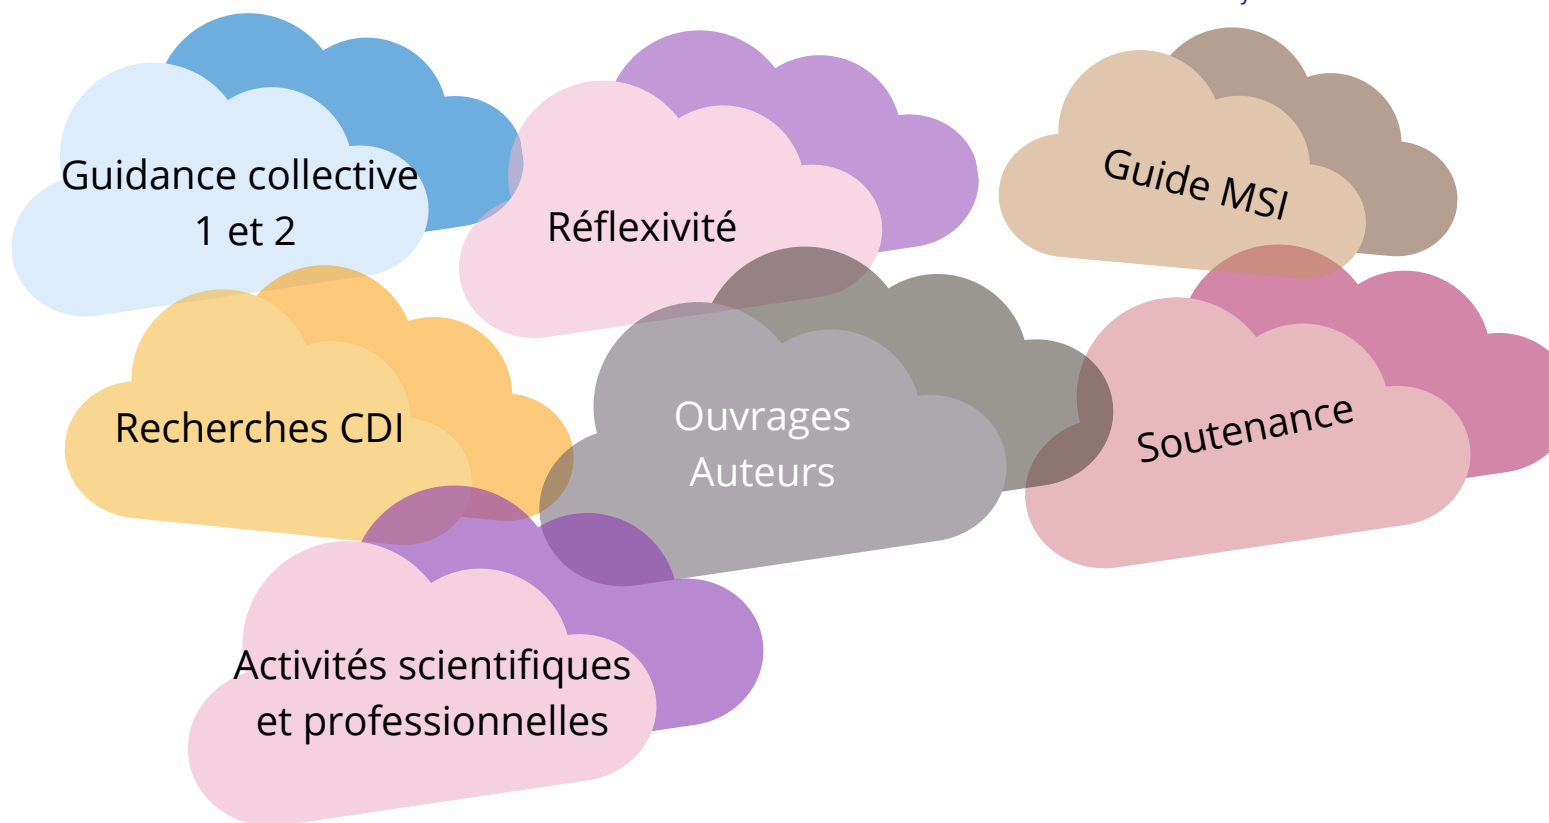 Guidance collective
1 et 2
Réflexivité
Guide MSI
Recherches CDI
Ouvrages
Auteurs
Soutenance
Activités scientifiques
et professionnelles